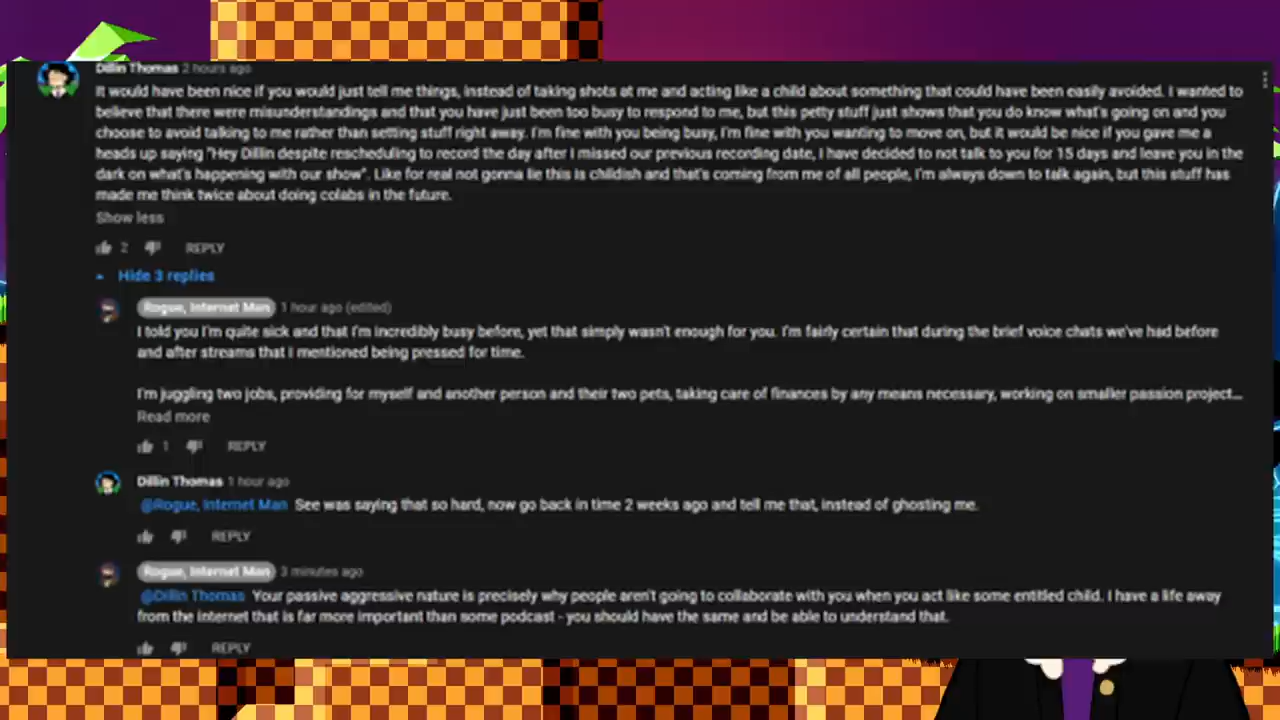 Dillin Thomas 2 hours ago
It would have been nice if you would just tell me things, instead of taking shots at me and acting like a child about something that could have been easily avoided. I wanted to
believe that there were misunderstandings and that you have just been too busy to respond to me, but this petty stuff just shows that you do know what's going on and you
choose to avoid talking to me rather than setting stuff right away. I'm fine with you being busy, I'm fine with you wanting to move on, but it would be nice if you gave me a
heads up saying "Hey Dillin despite rescheduling to record the day after I missed our previous recording date, I have decided to not talk to you for 15 days and leave you in the
dark on what's happening with our show". Like for real not gonna lie this is childish and that's coming from me of all people, I'm always down to talk again, but this stuff has
made me think twice about doing colabs in the future.
Show less
2 REPLY
Hide 3 replies
Rogue, Internet Man 1 hour ago (edited)
I told you I'm quite sick and that I'm incredibly busy before, yet that simply wasn't enough for you. I'm fairly certain that during the brief voice chats we've had before
and after streams that I mentioned being pressed for time.
I'm juggling two jobs, providing for myself and another person and their two pets, taking care of finances by any means necessary, working on smaller passion project...
Read more
1 REPLY
Dillin Thomas 1 hour ago
@Rogue, Internet Man See was saying that so hard, now go back in time 2 weeks ago and tell me that, instead of ghosting me.
REPLY
Rogue, Internet Man 3 minutes ago
@Dillin Thomas Your passive aggressive nature is precisely why people aren't going to collaborate with you when you act like some entitled child. I have a life away
from the internet that is far more important than some podcast - you should have the same and be able to understand that.
REPLY